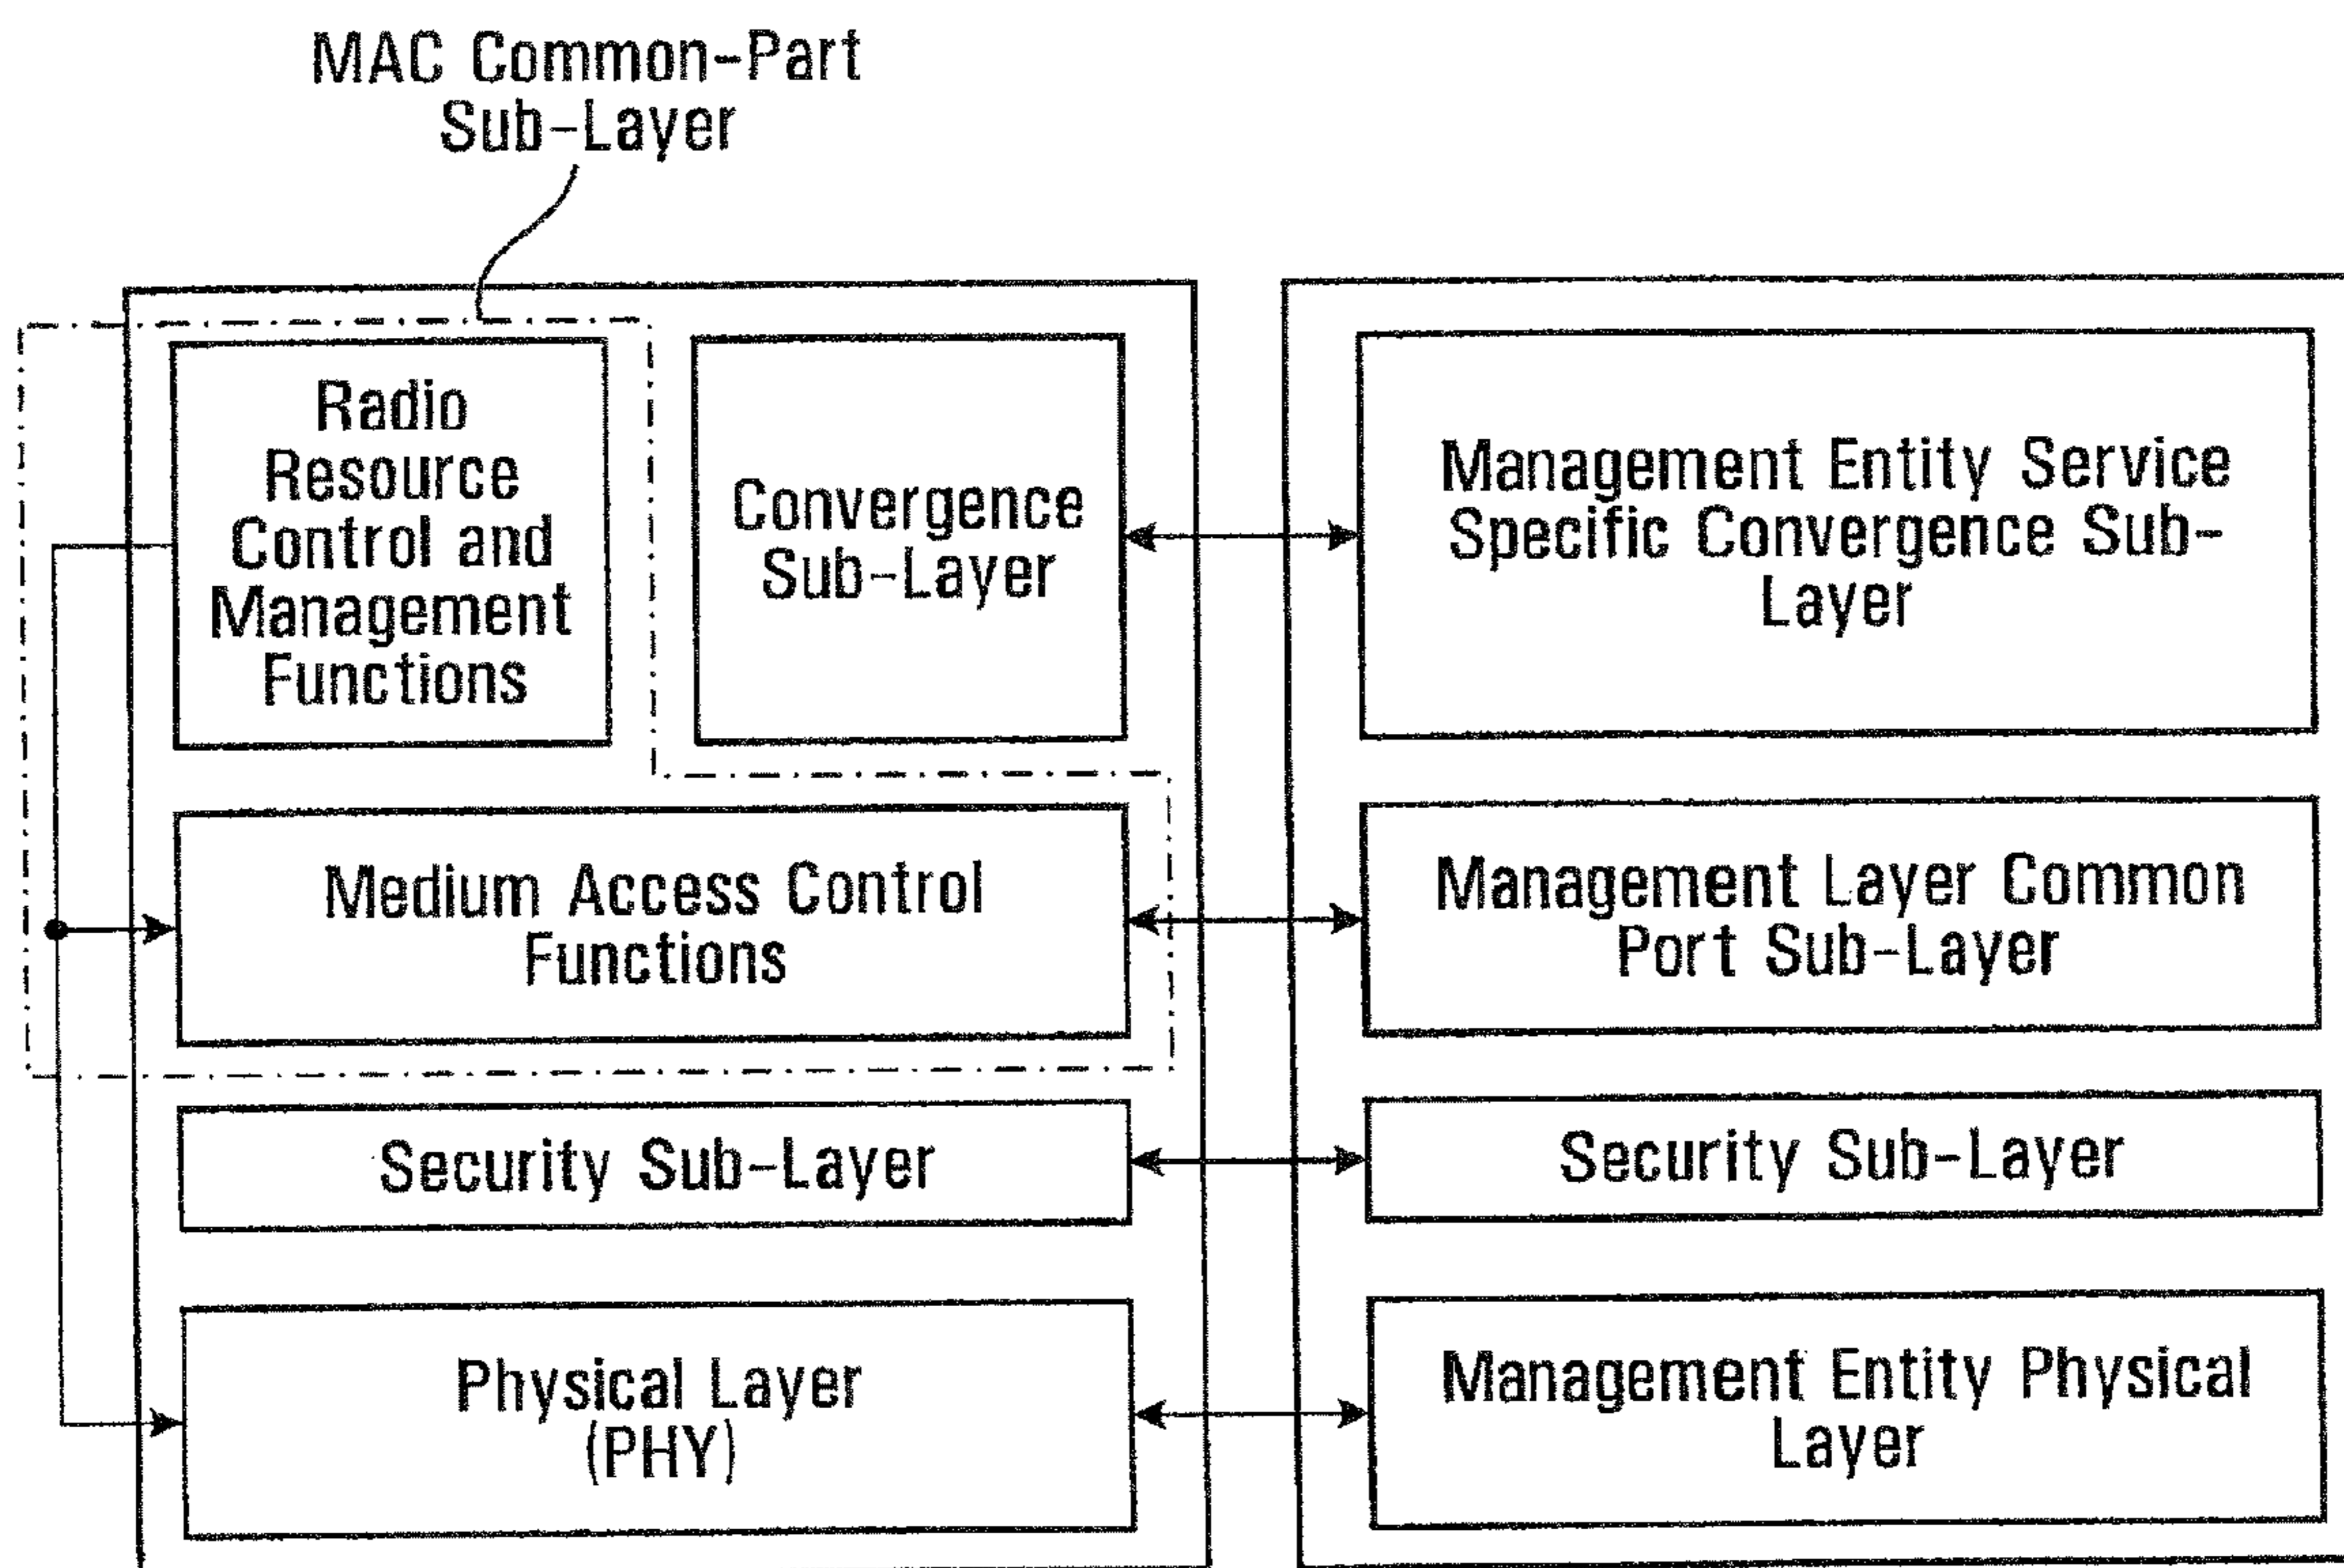 MAC Common-Part
Sub-Layer
Radio
Resource
Control and
Management
Functions
Convergence
Sub-Layer
Management Entity Service
Specific Convergence Sub-
Layer
Medium Access Control
Functions
Management Layer Common
Port Sub-Layer
Security Sub-Layer
Security Sub-Layer
Physical Layer
(PHY)
Management Entity Physical
Layer